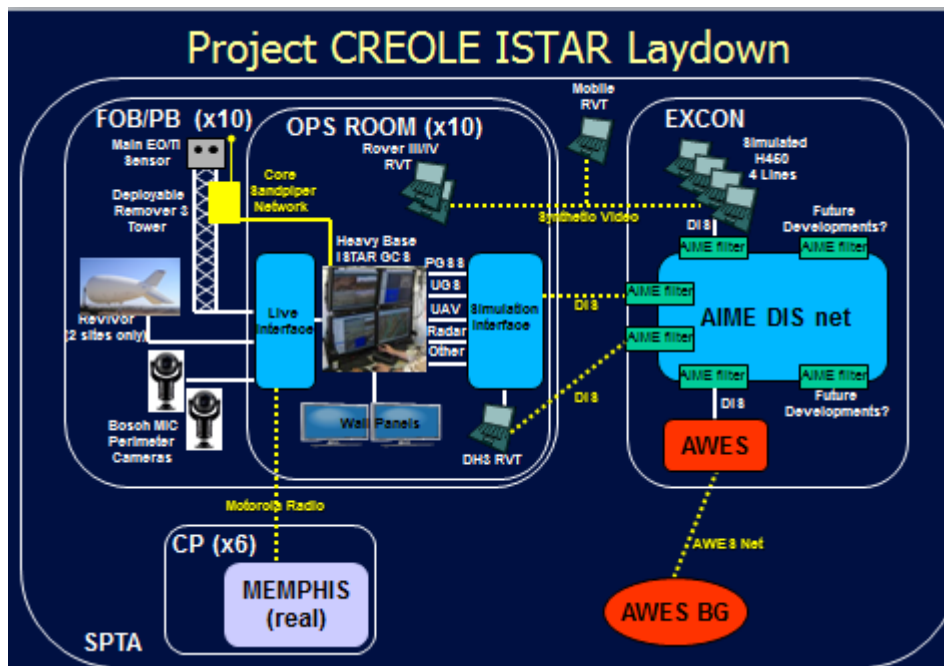 Project CREOLE ISTAR Laydown
FOB/PB (x10)
Main EO/TI
Sensor
Deployable
Remover 3
Tower
Revivor
(2 sites only)
Bosch MIC
Perimeter
Cameras
Core
Sandpiper
Network
OPS ROOM (x10)
Rover III/IV
RVT
Heavy Base
ISTAR GCS
Live
Interface
PGSS
UGS
UAV
Radar
Other
Simulation
Interface
Wall Panels
DHS RVT
Mobile
RVT
Synthetic Video
DIS
DIS
EXCON
Simulated
H450
4 Lines
DIS
Future
Developments?
AIME filter
AIME filter
AIME filter
AIME DIS net
AIME filter
AIME filter
AIME filter
DIS
Future
Developments?
AWES
AWES Net
AWES BG
Motorola Radio
CP (x6)
MEMPHIS
(real)
SPTA